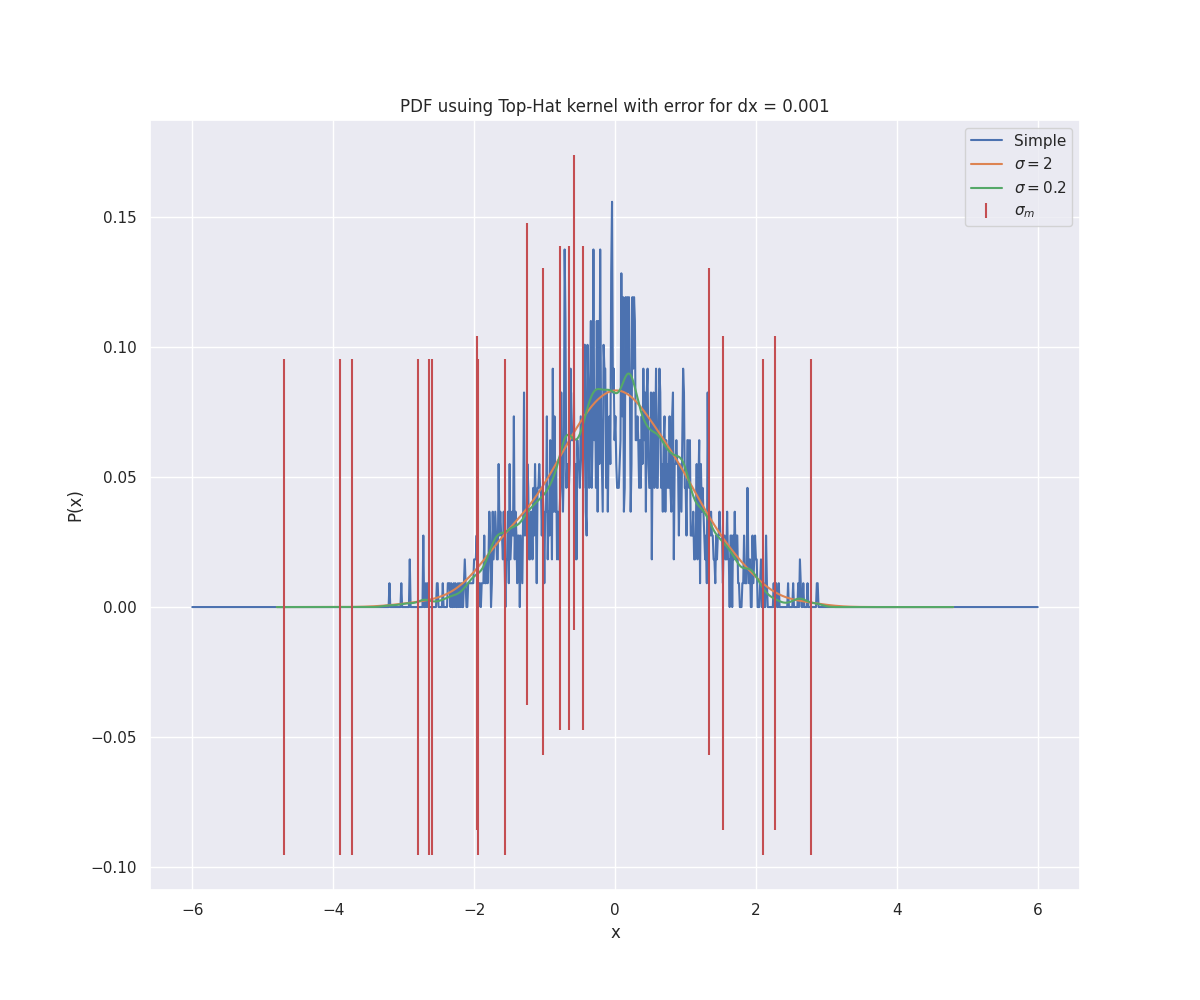 PDF usuing Top-Hat kernel with error for dx = 0.001
Simple
σ = 2
σ = 0.2
σₘ
0.15
0.10
0.05
0.00
−0.05
−0.10
P(x)
−6 −4 −2 0 2 4 6
x